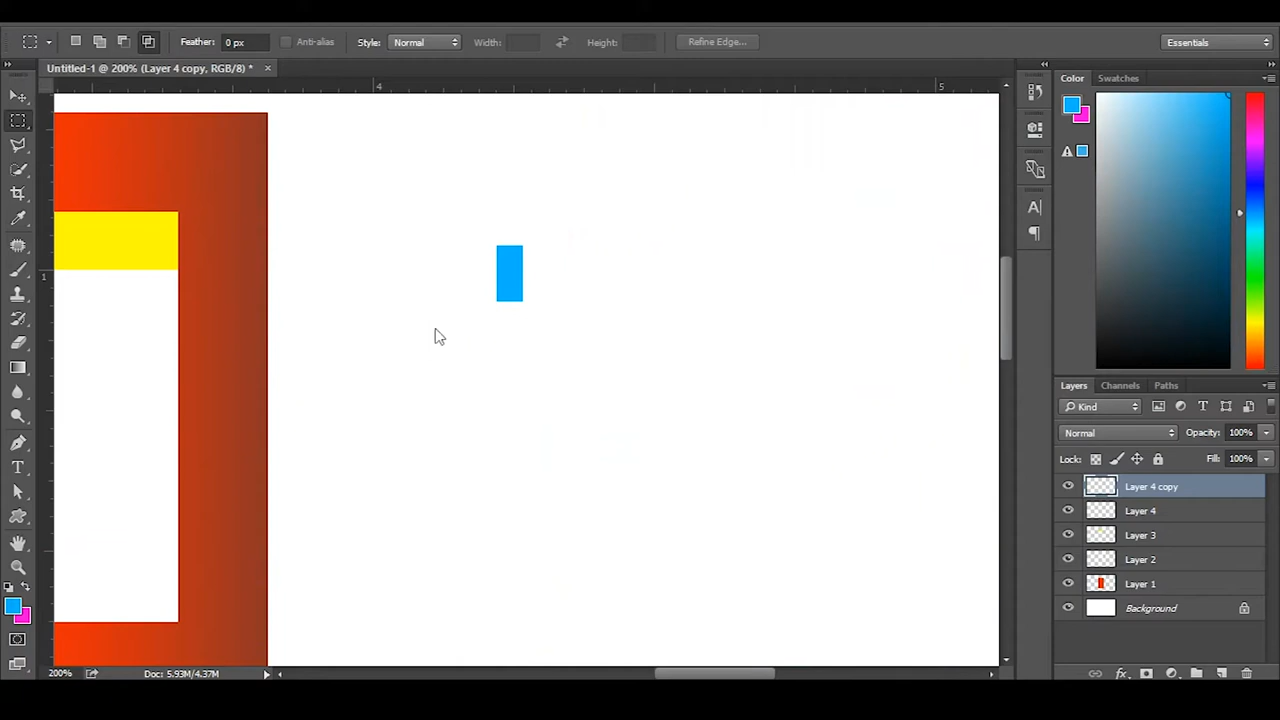 Feather: 0 px Anti-alias Style: Normal Width: Height: Refine Edge... Essentials
Untitled-1 @ 200% (Layer 4 copy, RGB/8) * ×
4 5
1
Color Swatches
Layers Channels Paths
Kind
Normal Opacity: 100%
Lock: Fill: 100%
Layer 4 copy
Layer 4
Layer 3
Layer 2
Layer 1
Background
200% Doc: 5.93M/4.37M